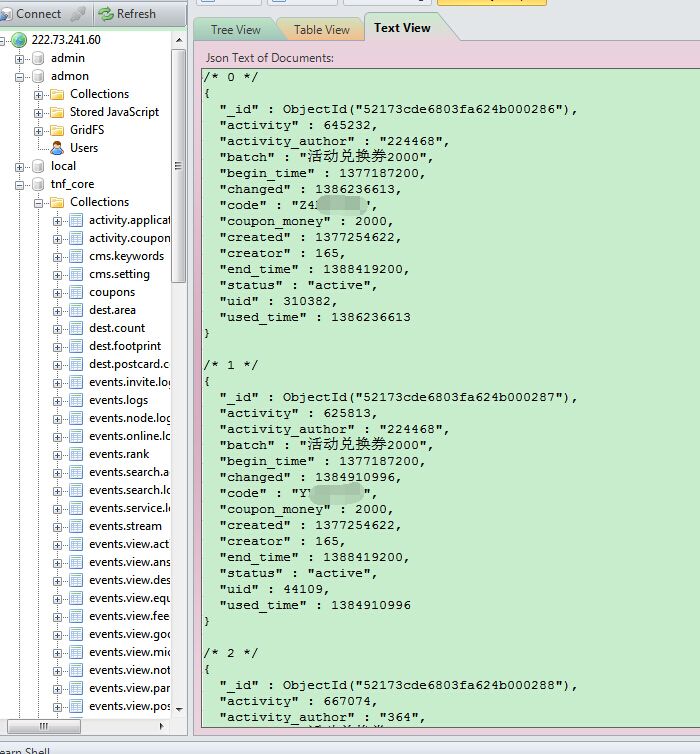 Connect
Refresh
222.73.241.60
admin
admon
Collections
Stored JavaScript
GridFS
Users
local
tnf_core
Collections
activity.applicat
activity.coupon
cms.keywords
cms.setting
coupons
dest.area
dest.count
dest.footprint
dest.postcard.c
events.invite.log
events.logs
events.node.log
events.online.lo
events.rank
events.search.a
events.search.lo
events.service.lo
events.stream
events.view.act
events.view.ans
events.view.des
events.view.equ
events.view.fee
events.view.goo
events.view.mic
events.view.not
events.view.par
events.view.pos
Tree View
Table View
Text View
Json Text of Documents:
/* 0 */
{
"_id" : ObjectId("52173cde6803fa624b000286"),
"activity" : 645232,
"activity_author" : "224468",
"batch" : "活动兑换券2000",
"begin_time" : 1377187200,
"changed" : 1386236613,
"code" : "Z4
",
"coupon_money" : 2000,
"created" : 1377254622,
"creator" : 165,
"end_time" : 1388419200,
"status" : "active",
"uid" : 310382,
"used_time" : 1386236613
}
/* 1 */
{
"_id" : ObjectId("52173cde6803fa624b000287"),
"activity" : 625813,
"activity_author" : "224468",
"batch" : "活动兑换券2000",
"begin_time" : 1377187200,
"changed" : 1384910996,
"code" : "Y
",
"coupon_money" : 2000,
"created" : 1377254622,
"creator" : 165,
"end_time" : 1388419200,
"status" : "active",
"uid" : 44109,
"used_time" : 1384910996
}
/* 2 */
{
"_id" : ObjectId("52173cde6803fa624b000288"),
"activity" : 667074,
"activity_author" : "364",
earn Shell